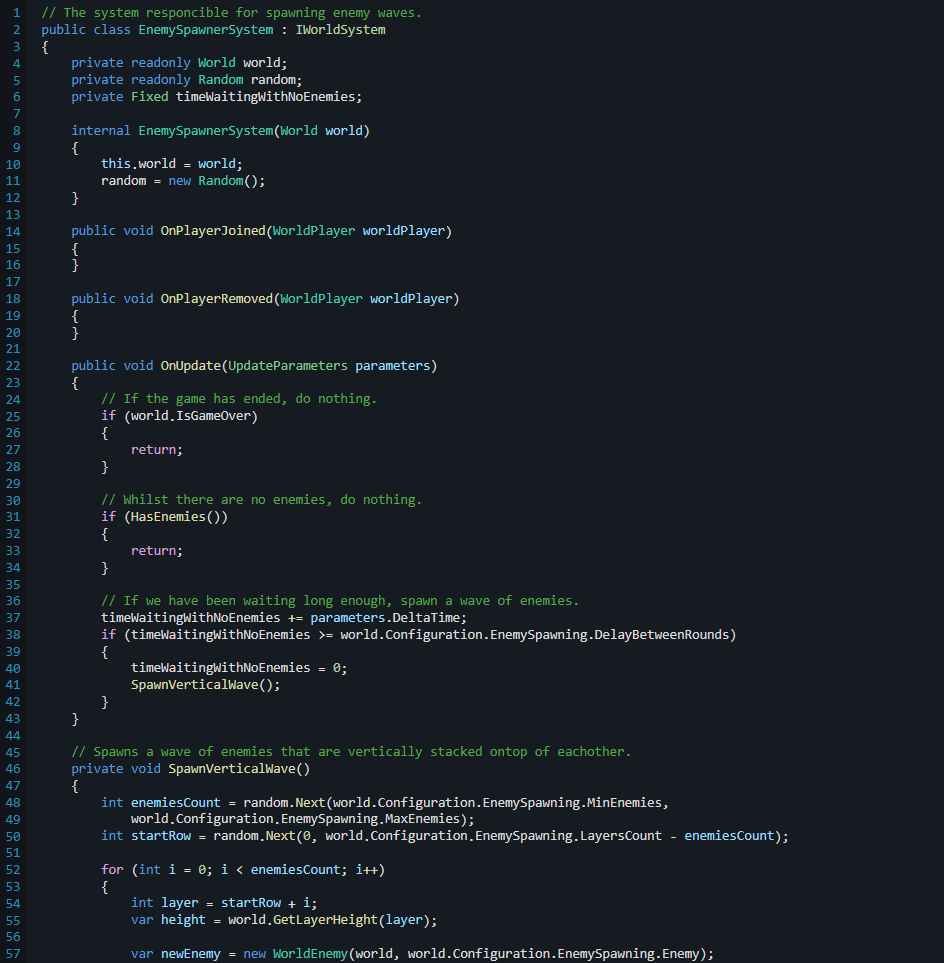 1 // The system responcible for spawning enemy waves.
2 public class EnemySpawnerSystem : IWorldSystem
3 {
4     private readonly World world;
5     private readonly Random random;
6     private Fixed timeWaitingWithNoEnemies;
7
8     internal EnemySpawnerSystem(World world)
9     {
10         this.world = world;
11         random = new Random();
12     }
13
14     public void OnPlayerJoined(WorldPlayer worldPlayer)
15     {
16     }
17
18     public void OnPlayerRemoved(WorldPlayer worldPlayer)
19     {
20     }
21
22     public void OnUpdate(UpdateParameters parameters)
23     {
24         // If the game has ended, do nothing.
25         if (world.IsGameOver)
26         {
27             return;
28         }
29
30         // Whilst there are no enemies, do nothing.
31         if (HasEnemies())
32         {
33             return;
34         }
35
36         // If we have been waiting long enough, spawn a wave of enemies.
37         timeWaitingWithNoEnemies += parameters.DeltaTime;
38         if (timeWaitingWithNoEnemies >= world.Configuration.EnemySpawning.DelayBetweenRounds)
39         {
40             timeWaitingWithNoEnemies = 0;
41             SpawnVerticalWave();
42         }
43     }
44
45     // Spawns a wave of enemies that are vertically stacked ontop of eachother.
46     private void SpawnVerticalWave()
47     {
48         int enemiesCount = random.Next(world.Configuration.EnemySpawning.MinEnemies,
49             world.Configuration.EnemySpawning.MaxEnemies);
50         int startRow = random.Next(0, world.Configuration.EnemySpawning.LayersCount - enemiesCount);
51
52         for (int i = 0; i < enemiesCount; i++)
53         {
54             int layer = startRow + i;
55             var height = world.GetLayerHeight(layer);
56
57             var newEnemy = new WorldEnemy(world, world.Configuration.EnemySpawning.Enemy);